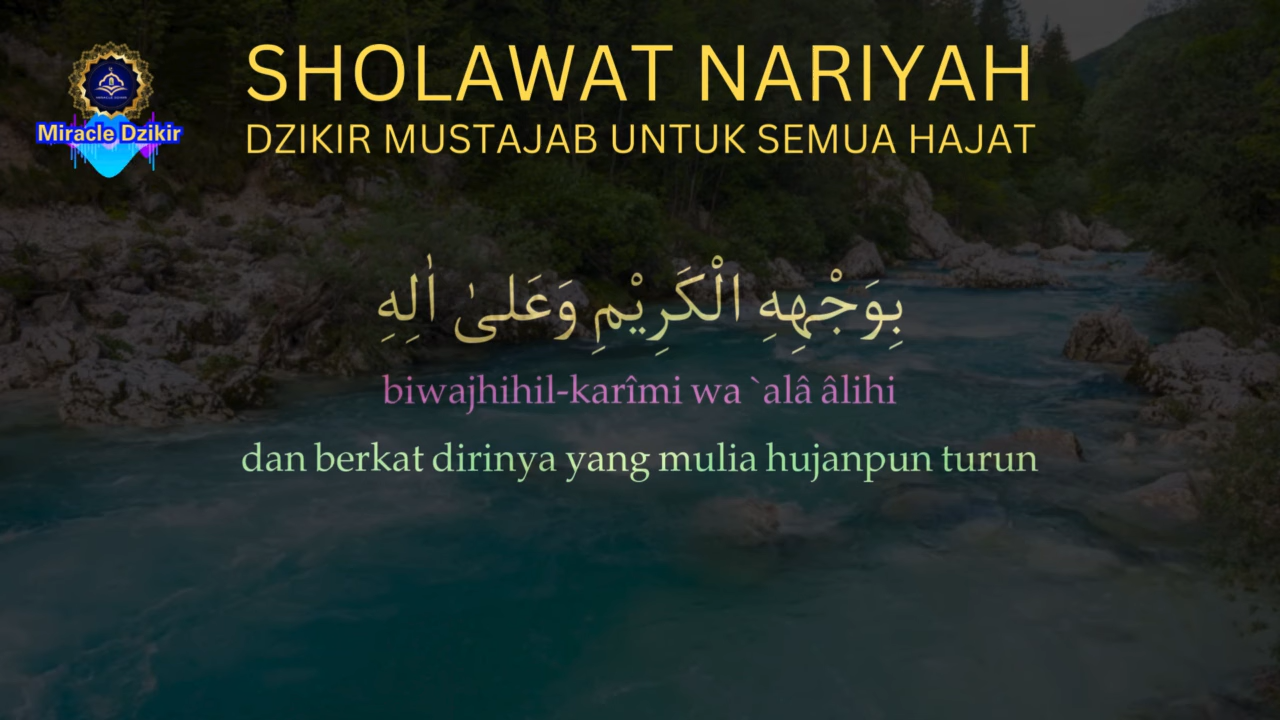 SHOLAWAT NARIYAH
DZIKIR MUSTAJAB UNTUK SEMUA HAJAT
Miracle Dzikir
بِوَجْهِهِ الْكَرِيْمِ وَعَلىٰ اٰلِهِ
biwajhihil-karîmi wa `alâ âlihi
dan berkat dirinya yang mulia hujanpun turun